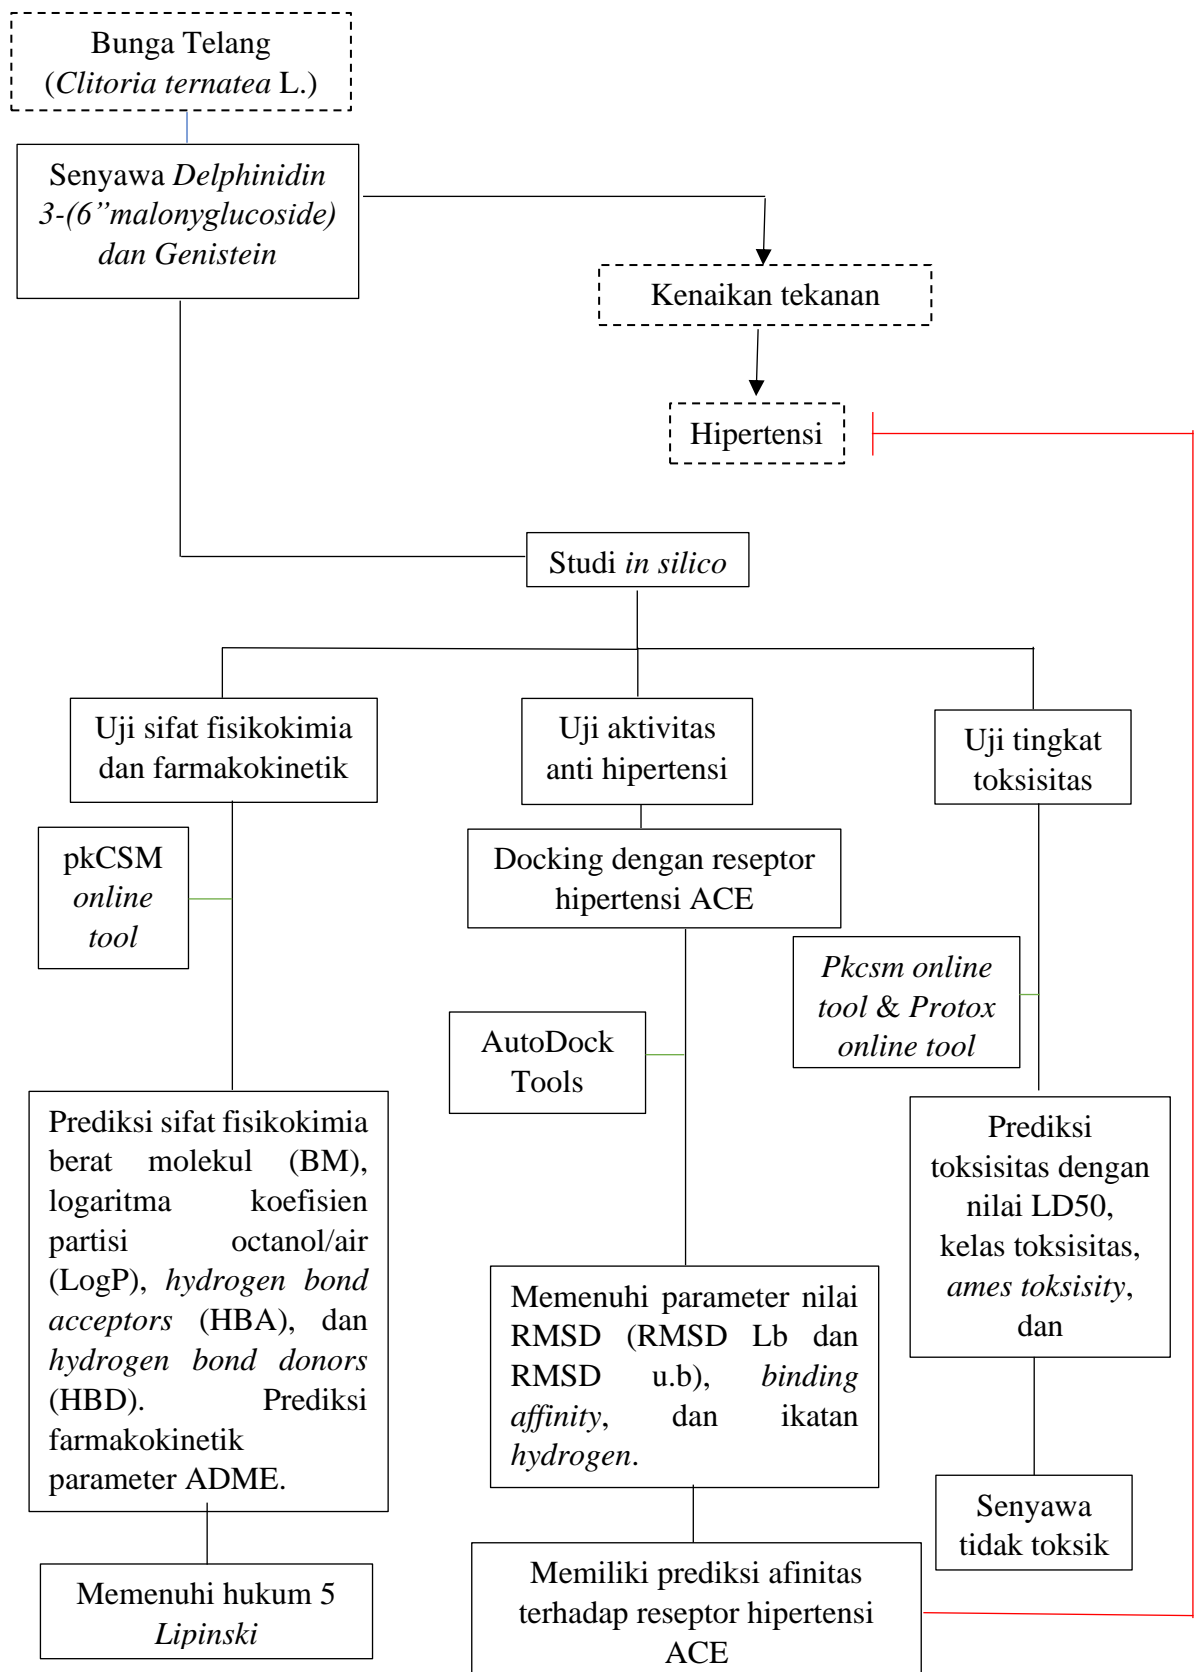 Bunga Telang
(Clitoria ternatea L.)
Senyawa Delphinidin
3-(6”malonyglucoside)
dan Genistein
Kenaikan tekanan
Hipertensi
Studi in silico
Uji sifat fisikokimia
dan farmakokinetik
Uji aktivitas
anti hipertensi
Uji tingkat
toksisitas
pkCSM
online
tool
Docking dengan reseptor
hipertensi ACE
Pkcsm online
tool & Protox
online tool
AutoDock
Tools
Prediksi sifat fisikokimia
berat molekul (BM),
logaritma koefisien
partisi octanol/air
(LogP), hydrogen bond
acceptors (HBA), dan
hydrogen bond donors
(HBD). Prediksi
farmakokinetik
parameter ADME.
Memenuhi parameter nilai
RMSD (RMSD Lb dan
RMSD u.b), binding
affinity, dan ikatan
hydrogen.
Prediksi
toksisitas dengan
nilai LD50,
kelas toksisitas,
ames toksisity,
dan
Senyawa
tidak toksik
Memenuhi hukum 5
Lipinski
Memiliki prediksi afinitas
terhadap reseptor hipertensi
ACE